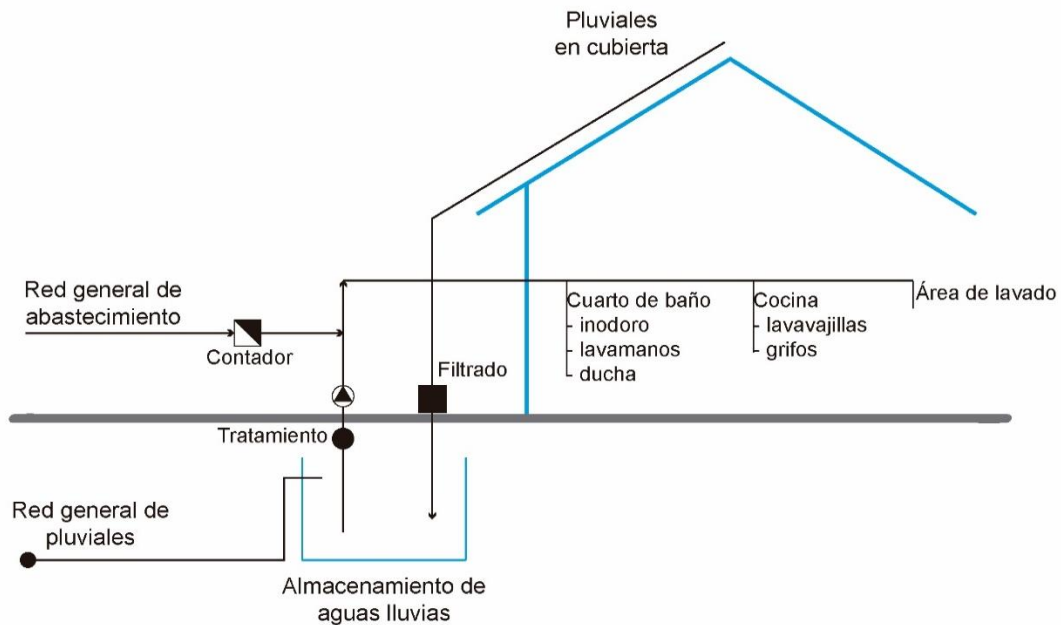 Pluviales
en cubierta
Red general de
abastecimiento
Contador
Cuarto de baño
- inodoro
- lavamanos
- ducha
Cocina
- lavavajillas
- grifos
Área de lavado
Filtrado
Tratamiento
Red general de
pluviales
Almacenamiento de
aguas lluvias